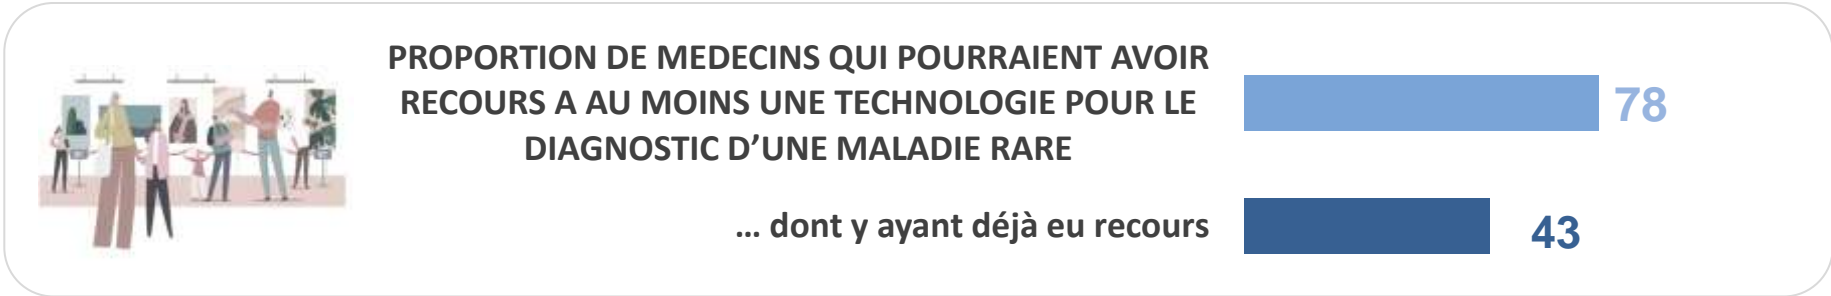 PROPORTION DE MEDECINS QUI POURRAIENT AVOIR
RECOURS A AU MOINS UNE TECHNOLOGIE POUR LE
DIAGNOSTIC D’UNE MALADIE RARE
78
… dont y ayant déjà eu recours
43